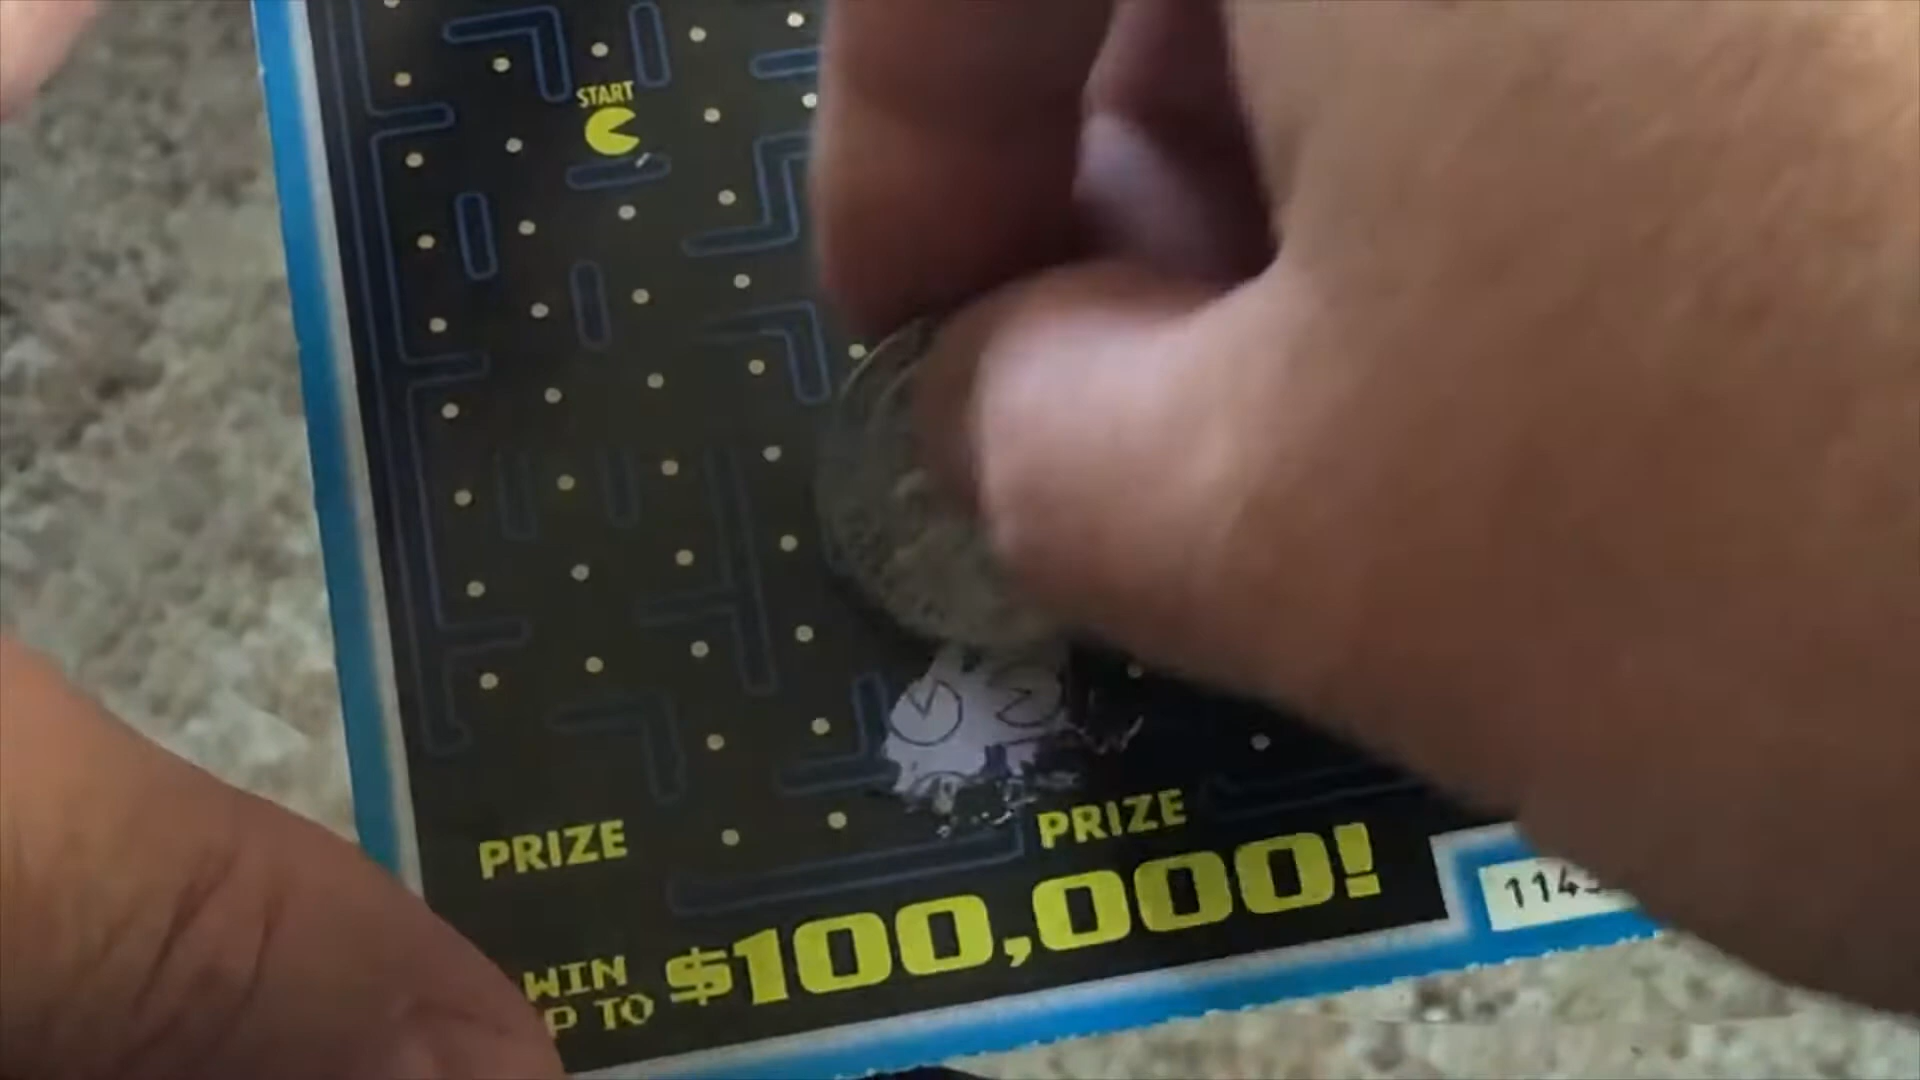 START
PRIZE
PRIZE
WIN
P TO
$100,000!
114